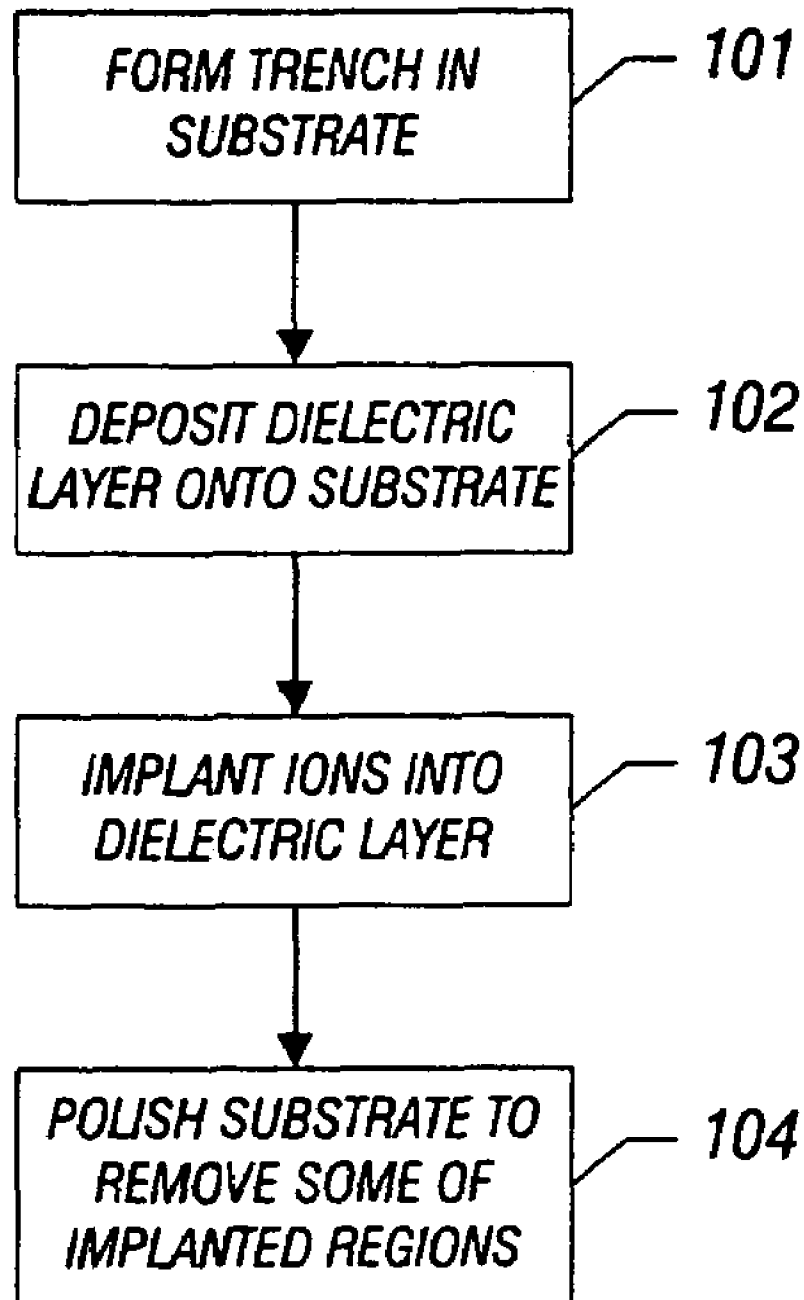 FORM TRENCH IN
SUBSTRATE
101
DEPOSIT DIELECTRIC
LAYER ONTO SUBSTRATE
102
IMPLANT IONS INTO
DIELECTRIC LAYER
103
POLISH SUBSTRATE TO
REMOVE SOME OF
IMPLANTED REGIONS
104